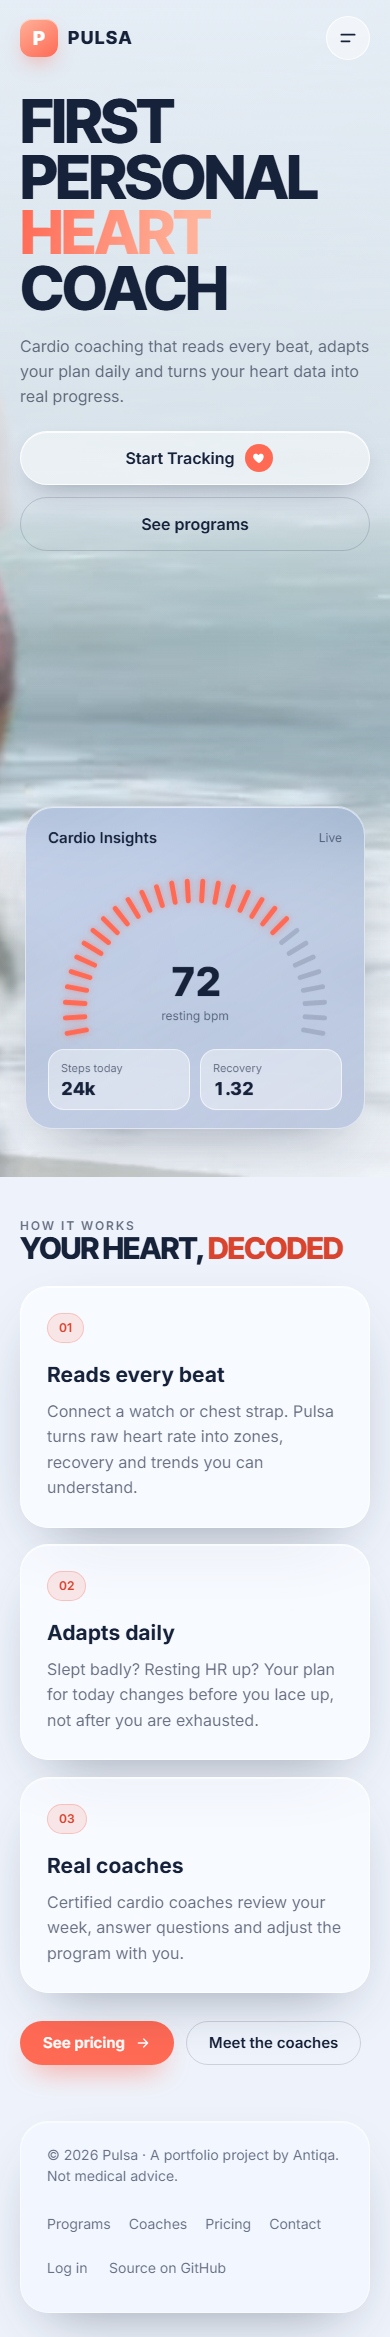 P PULSA
FIRST
PERSONAL
HEART
COACH
Cardio coaching that reads every beat, adapts
your plan daily and turns your heart data into
real progress.
Start Tracking
See programs
Cardio Insights Live
72
resting bpm
Steps today Recovery
24k 1.32
HOW IT WORKS
YOUR HEART, DECODED
01
Reads every beat
Connect a watch or chest strap. Pulsa
turns raw heart rate into zones,
recovery and trends you can
understand.
02
Adapts daily
Slept badly? Resting HR up? Your plan
for today changes before you lace up,
not after you are exhausted.
03
Real coaches
Certified cardio coaches review your
week, answer questions and adjust the
program with you.
See pricing → Meet the coaches
© 2026 Pulsa · A portfolio project by Antiqa.
Not medical advice.
Programs Coaches Pricing Contact
Log in Source on GitHub